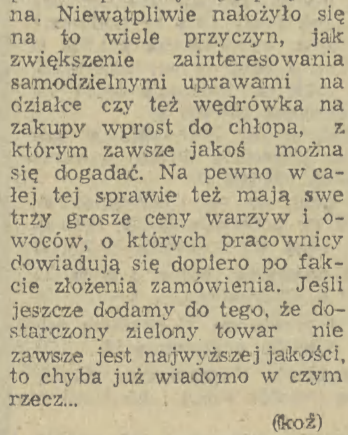 na. Niewątpliwie nałożyło się
na to wiele przyczyn, jak
zwiększenie zainteresowania
samodzielnymi uprawami na
działce czy też wędrówka na
zakupy wprost do chłopa, z
którym zawsze jakoś można
się dogadać. Na pewno w ca-
łej tej sprawie też mają swe
trzy grosze ceny warzyw i o-
woców, o których pracownicy
dowiadują się dopiero po fak-
cie złożenia zamówienia. Jeśli
jeszcze dodamy do tego, że do-
starczony zielony towar nie
zawsze jest najwyższej jakości,
to chyba już wiadomo w czym
rzecz...
(koź)